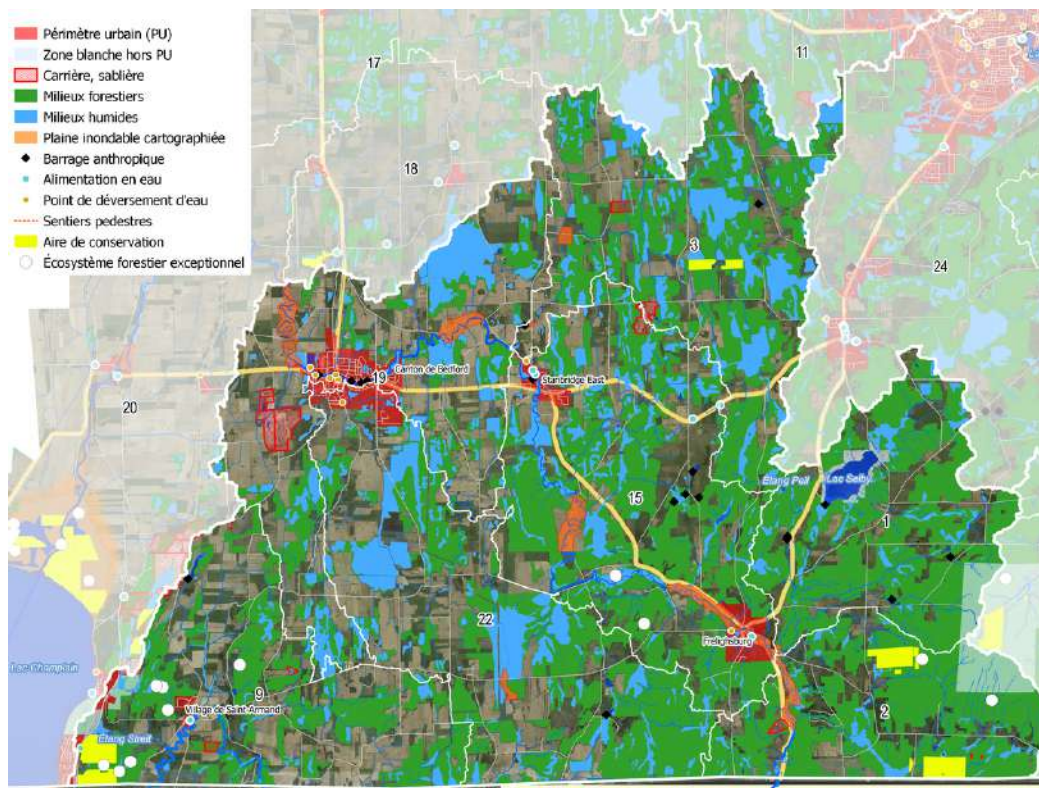 Périmètre urbain (PU)
Zone blanche hors PU
Carrière, sablière
Milieux forestiers
Milieux humides
Plaine inondable cartographiée
Barrage anthropique
Alimentation en eau
Point de déversement d'eau
Sentiers pedestres
Aire de conservation
Écosystème forestier exceptionnel
17
11
18
3
24
19
Canton de Bedford
Stanbridge East
20
Étang Pell
Lac Selby
15
1
22
Frelighsburg
Lac Champlain
9
Village de Saint-Armand
2
Étang Streit